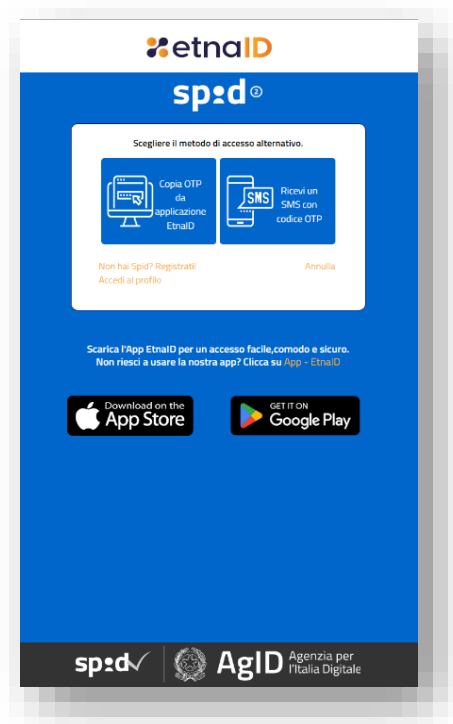 etnaID
spid 2
Scegliere il metodo di accesso alternativo.
Copia OTP
da
applicazione
EtnaID
SMS
Ricevi un
SMS con
codice OTP
Non hai Spid? Registrati!
Annulla
Accedi al profilo
Scarica l'App EtnaID per un accesso facile,comodo e sicuro.
Non riesci a usare la nostra app? Clicca su App - EtnaID
Download on the
App Store
GET IT ON
Google Play
spid
AgID
Agenzia per
l'Italia Digitale